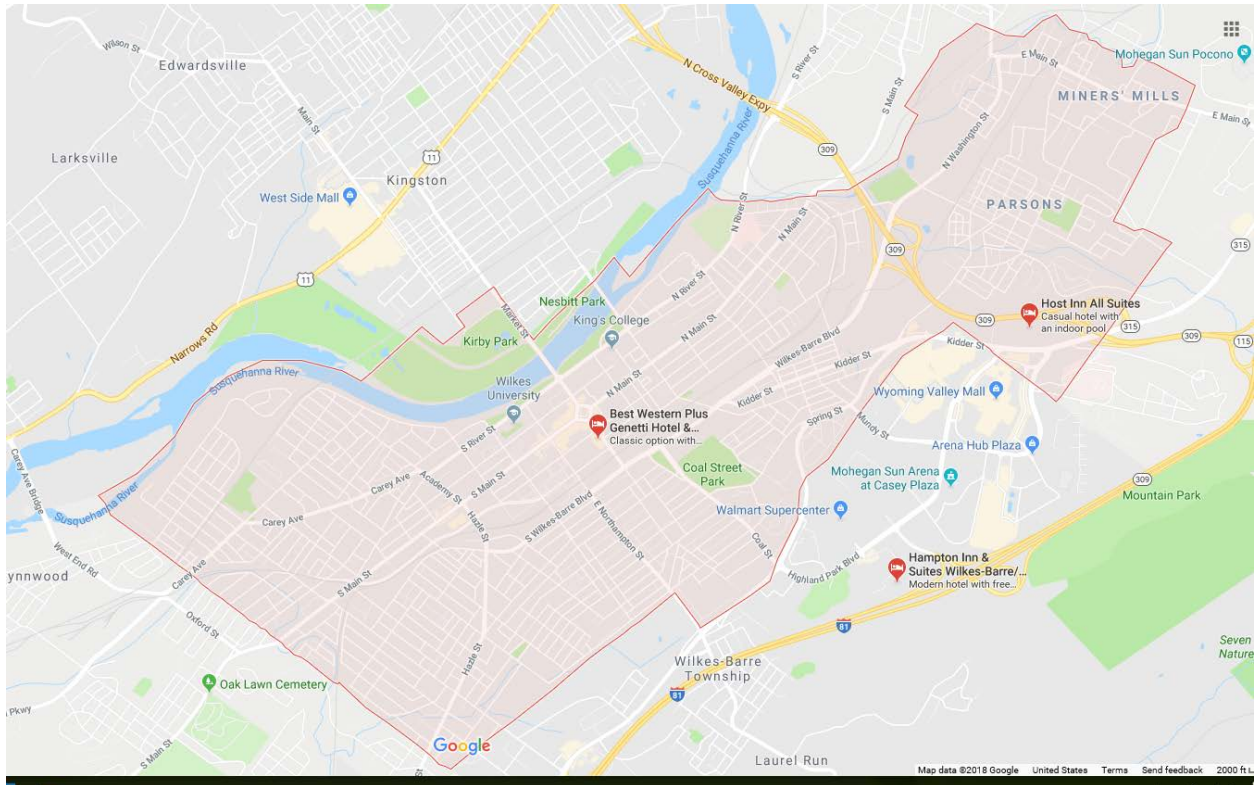 Wilson St
Edwardsville
Larksville
Main St
11
Kingston
West Side Mall
11
Narrows Rd
N Cross Valley Expy
S River St
S Main St
Susquehanna River
309
N Washington St
E Main St
Mohegan Sun Pocono
MINERS' MILLS
E Main St
PARSONS
315
N River St
N Main St
309
Host Inn All Suites
Casual hotel with
an indoor pool
309
315
309
115
Kidder St
Nesbitt Park
Market St
Kirby Park
King's College
N River St
N Main St
Wilkes-Barre Blvd
Kidder St
Wyoming Valley Mall
Susquehanna River
Wilkes
University
N Main St
Kidder St
Spring St
Mundy St
Arena Hub Plaza
Best Western Plus
Genetti Hotel &...
Classic option with...
S River St
Coal Street
Park
Mohegan Sun Arena
at Casey Plaza
309
Mountain Park
Carey Ave Bridge
Susquehanna River
Carey Ave
Academy St
S Main St
Carey Ave
Hazle St
S Wilkes-Barre Blvd
E Northampton St
Coal St
Walmart Supercenter
Highland Park Blvd
Hampton Inn &
Suites Wilkes-Barre/...
Modern hotel with free...
West End Rd
ynnwood
Carey Ave
S Main St
Oxford St
81
Hazle St
Wilkes-Barre
Township
81
Seven
Nature
Oak Lawn Cemetery
Pkwy
S Main St
Google
Laurel Run
Map data ©2018 Google United States Terms Send feedback 2000 ft